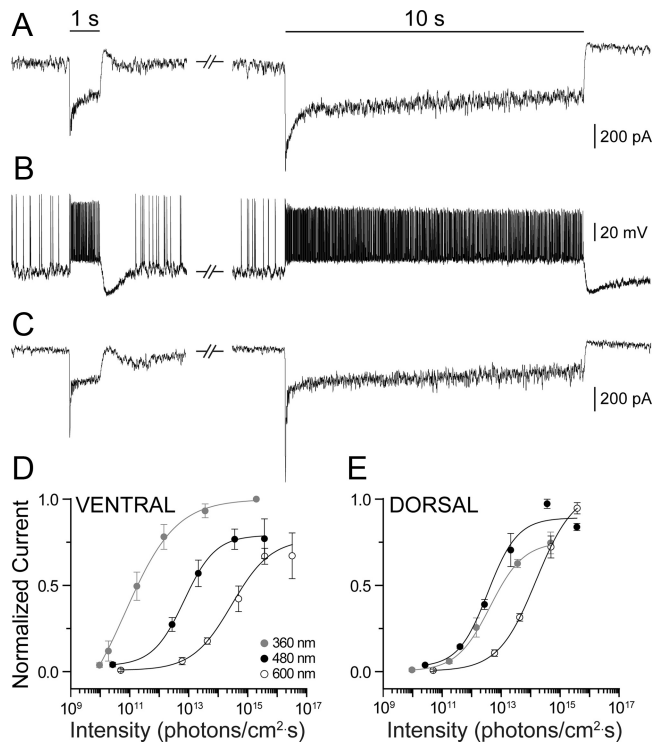 A
1 s
10 s
200 pA
B
20 mV
C
200 pA
D
VENTRAL
E
DORSAL
Normalized Current
1.0
0.5
0.0
360 nm
480 nm
600 nm
10⁹ 10¹¹ 10¹³ 10¹⁵ 10¹⁷
Intensity (photons/cm²·s)
1.0
0.5
0.0
10⁹ 10¹¹ 10¹³ 10¹⁵ 10¹⁷
Intensity (photons/cm²·s)